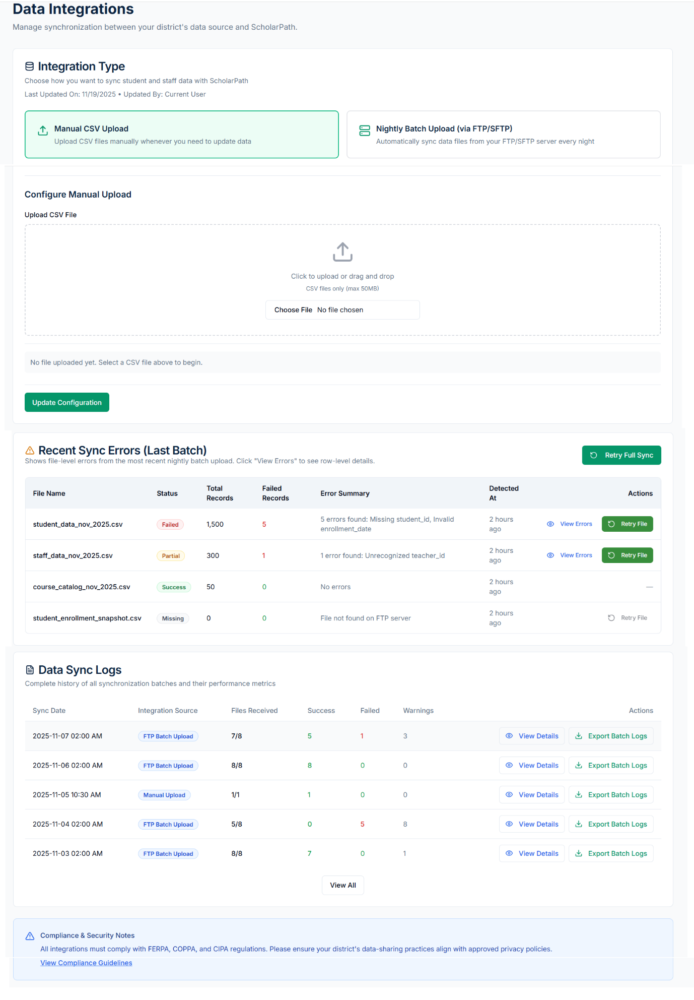 Data Integrations
Manage synchronization between your district's data source and ScholarPath.
Integration Type
Choose how you want to sync student and staff data with ScholarPath
Last Updated On: 11/19/2025 • Updated By: Current User
Manual CSV Upload
Upload CSV files manually whenever you need to update data
Nightly Batch Upload (via FTP/SFTP)
Automatically sync data files from your FTP/SFTP server every night
Configure Manual Upload
Upload CSV File
Click to upload or drag and drop
CSV files only (max 50MB)
Choose File No file chosen
No file uploaded yet. Select a CSV file above to begin.
Update Configuration
Recent Sync Errors (Last Batch)
Shows file-level errors from the most recent nightly batch upload. Click "View Errors" to see row-level details.
Retry Full Sync
File Name Status Total Records Failed Records Error Summary Detected At Actions
student_data_nov_2025.csv Failed 1,500 5 5 errors found: Missing student_id, Invalid enrollment_date 2 hours ago View Errors Retry File
staff_data_nov_2025.csv Partial 300 1 1 error found: Unrecognized teacher_id 2 hours ago View Errors Retry File
course_catalog_nov_2025.csv Success 50 0 No errors 2 hours ago —
student_enrollment_snapshot.csv Missing 0 0 File not found on FTP server 2 hours ago Retry File
Data Sync Logs
Complete history of all synchronization batches and their performance metrics
Sync Date Integration Source Files Received Success Failed Warnings Actions
2025-11-07 02:00 AM FTP Batch Upload 7/8 5 1 3 View Details Export Batch Logs
2025-11-06 02:00 AM FTP Batch Upload 8/8 8 0 0 View Details Export Batch Logs
2025-11-05 10:30 AM Manual Upload 1/1 1 0 0 View Details Export Batch Logs
2025-11-04 02:00 AM FTP Batch Upload 5/8 0 5 8 View Details Export Batch Logs
2025-11-03 02:00 AM FTP Batch Upload 8/8 7 0 1 View Details Export Batch Logs
View All
Compliance & Security Notes
All integrations must comply with FERPA, COPPA, and CIPA regulations. Please ensure your district's data-sharing practices align with approved privacy policies.
View Compliance Guidelines